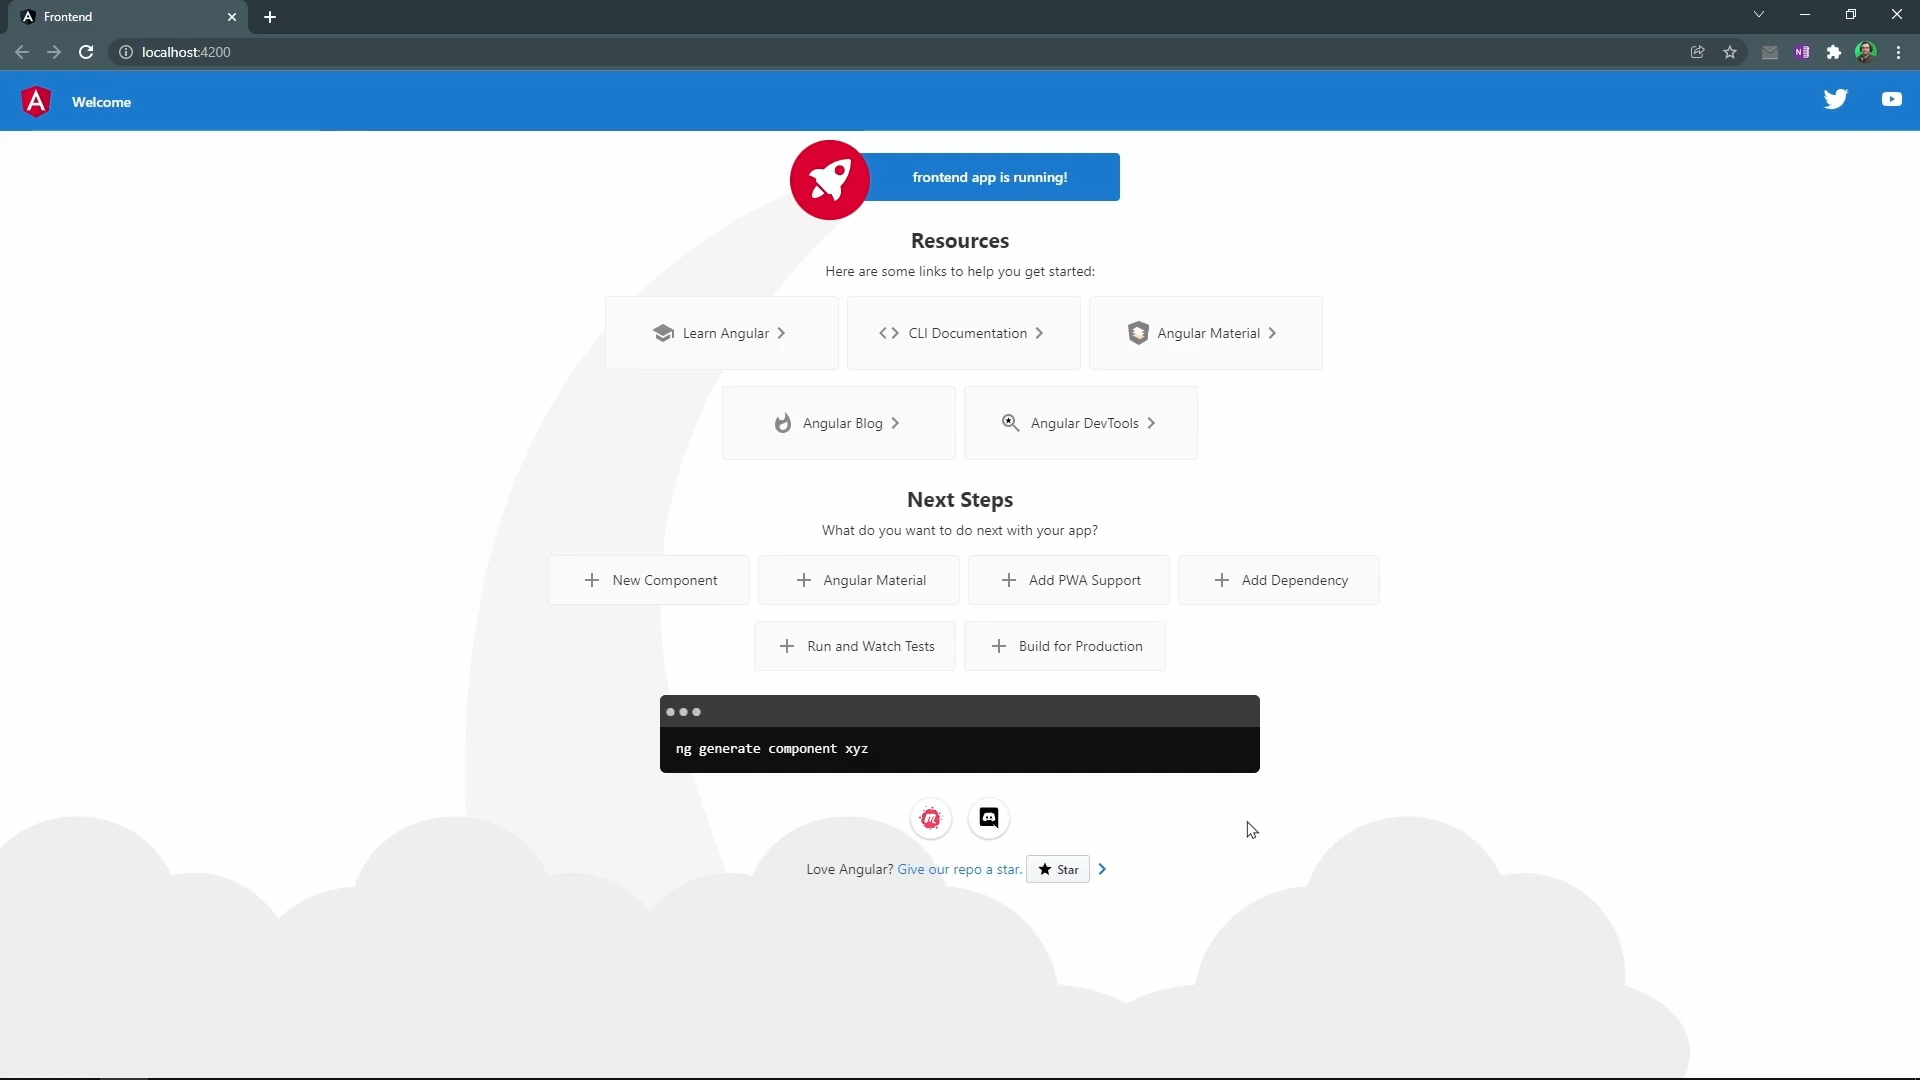 Frontend
localhost:4200
Welcome
frontend app is running!
Resources
Here are some links to help you get started:
Learn Angular
CLI Documentation
Angular Material
Angular Blog
Angular DevTools
Next Steps
What do you want to do next with your app?
New Component
Angular Material
Add PWA Support
Add Dependency
Run and Watch Tests
Build for Production
ng generate component xyz
Love Angular? Give our repo a star. Star